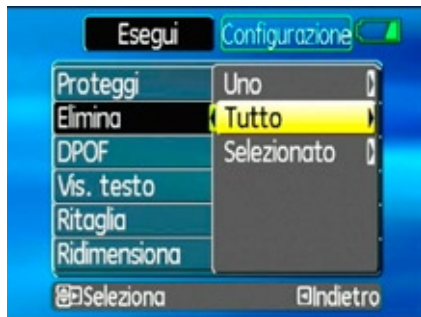 Esegui Configurazione
Proteggi Uno
Elimina Tutto
DPOF Selezionato
Vis. testo
Ritaglia
Ridimensiona
Seleziona Indietro